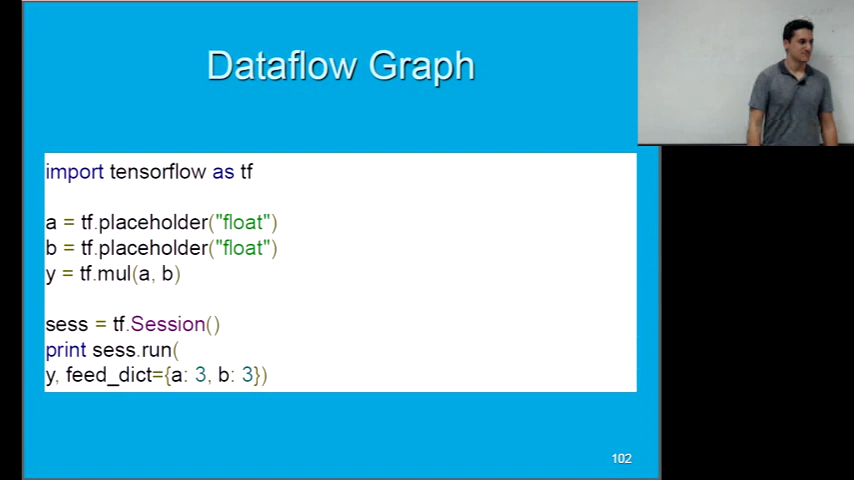 Dataflow Graph
import tensorflow as tf
a = tf.placeholder("float")
b = tf.placeholder("float")
y = tf.mul(a, b)
sess = tf.Session()
print sess.run(
y, feed_dict={a: 3, b: 3})
102